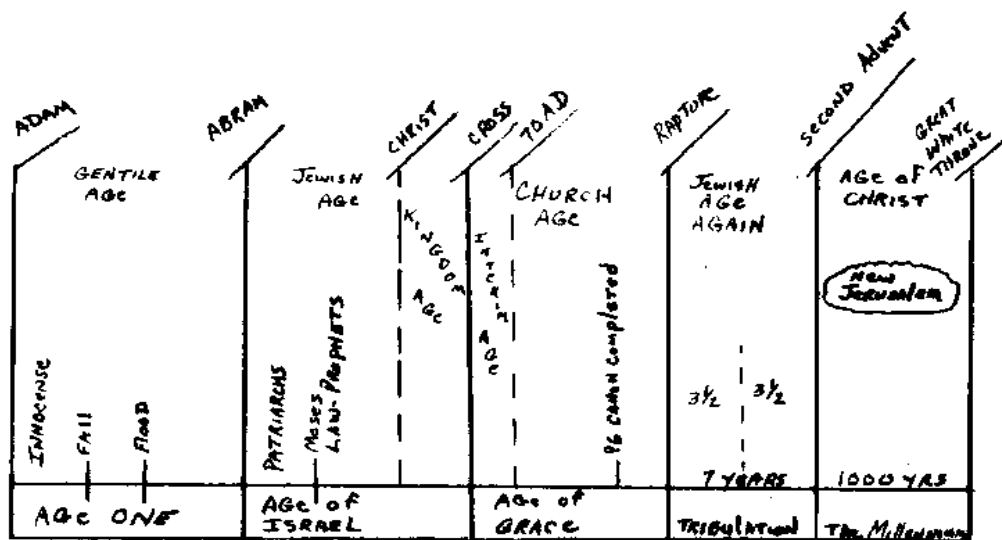 ADAM
ABRAM
CHRIST
CROSS
70 AD
RAPTURE
SECOND ADVENT
GREAT
WHITE
THRONE
GENTILE
AGE
JEWISH
AGE
KINGDOM AGE
INTERIM AGE
CHURCH
AGE
JEWISH
AGE
AGAIN
AGE of
CHRIST
NEW
JERUSALEM
INNOCENSE
FALL
FLOOD
PATRIARCHS
MOSES
LAW-PROPHETS
96 CANON COMPLETED
3½
3½
7 YEARS
1000 YRS
AGE ONE
AGE OF
ISRAEL
AGE OF
GRACE
TRIBULATION
THE Millennium